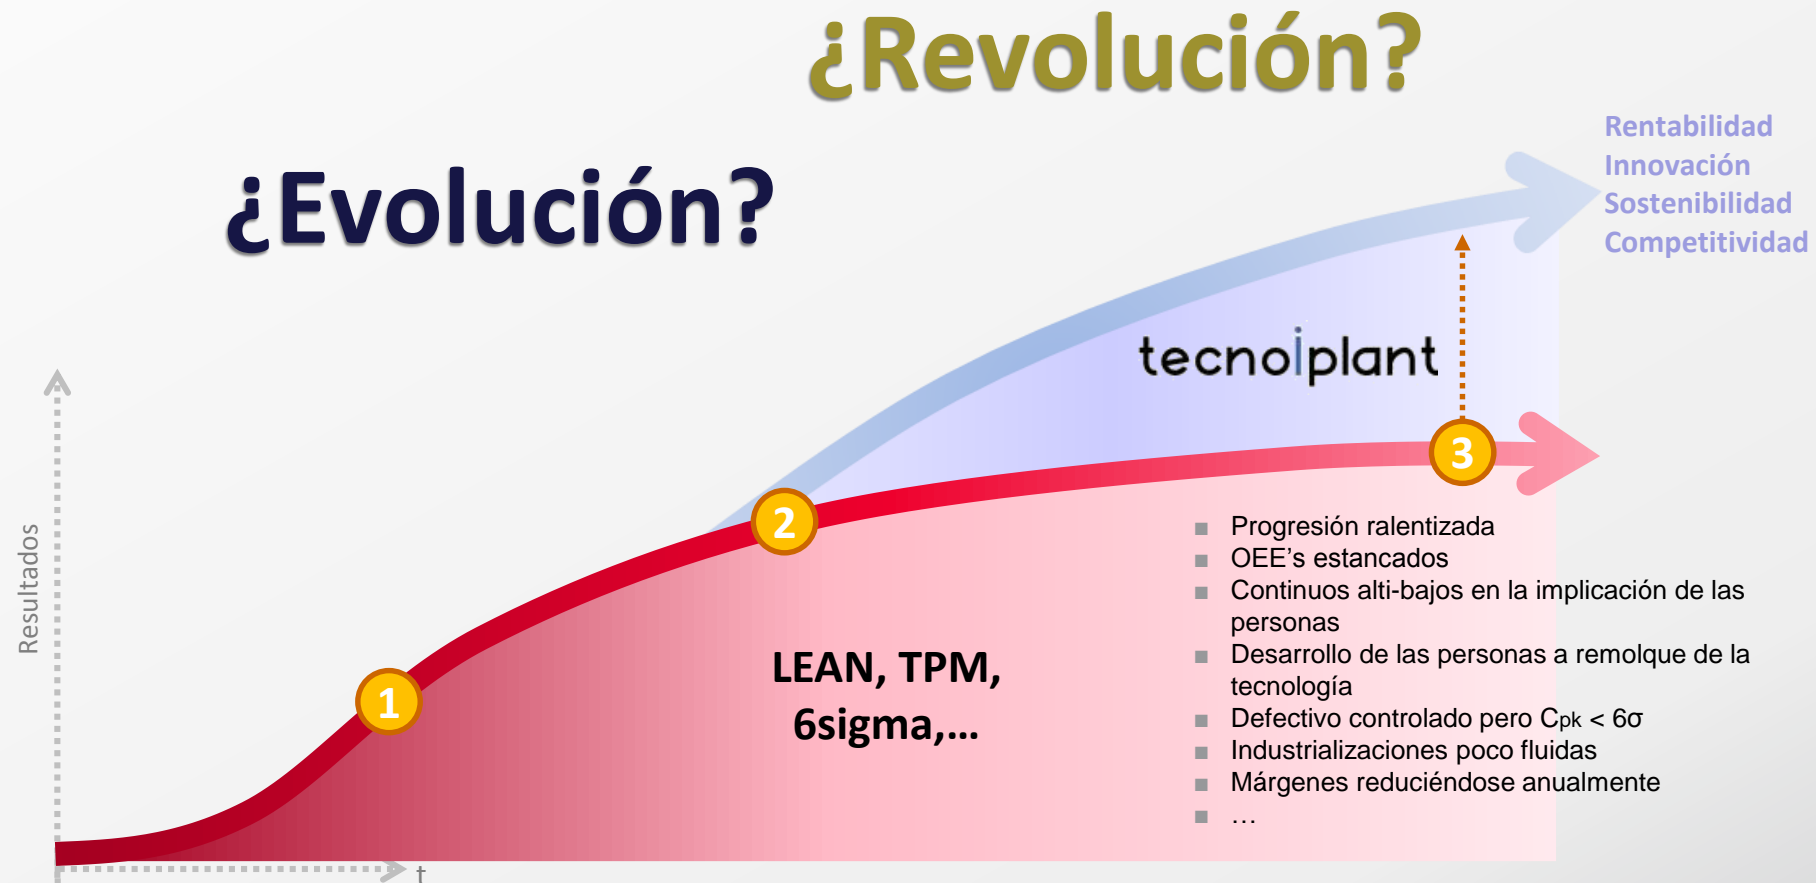 ¿Revolución?
¿Evolución?
Rentabilidad
Innovación
Sostenibilidad
Competitividad
tecnoiplant
3
2
1
Resultados
LEAN, TPM,
6sigma,...
■ Progresión ralentizada
■ OEE's estancados
■ Continuos alti-bajos en la implicación de las
personas
■ Desarrollo de las personas a remolque de la
tecnología
■ Defectivo controlado pero Cpk < 6σ
■ Industrializaciones poco fluidas
■ Márgenes reduciéndose anualmente
■ …
t